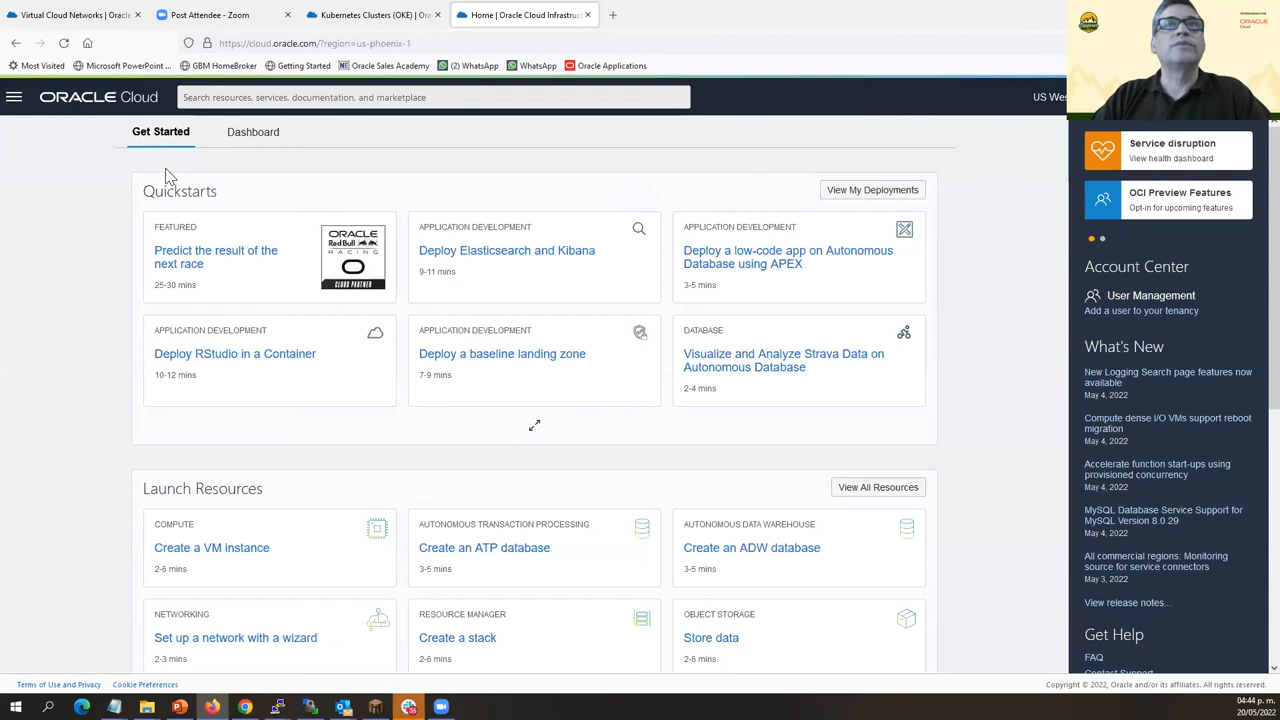 Virtual Cloud Networks | Oracle
Post Attendee - Zoom
Kubernetes Clusters (OKE) | Orac
Home | Oracle Cloud Infrastruct
https://cloud.oracle.com/?region=us-phoenix-1
Most Visited
Microsoft PowerPoint ...
GBM HomeBroker
Getting Started
Oracle Sales Academy
(2) WhatsApp
WhatsApp
Oracle Applications
ORACLE Cloud
Search resources, services, documentation, and marketplace
US We
Get Started
Dashboard
Quickstarts
View My Deployments
FEATURED
Predict the result of the
next race
25-30 mins
ORACLE
Red Bull
RACING
CLOUD PARTNER
APPLICATION DEVELOPMENT
Deploy Elasticsearch and Kibana
9-11 mins
APPLICATION DEVELOPMENT
Deploy a low-code app on Autonomous
Database using APEX
3-5 mins
APPLICATION DEVELOPMENT
Deploy RStudio in a Container
10-12 mins
APPLICATION DEVELOPMENT
Deploy a baseline landing zone
7-9 mins
DATABASE
Visualize and Analyze Strava Data on
Autonomous Database
2-4 mins
Launch Resources
View All Resources
COMPUTE
Create a VM instance
2-6 mins
AUTONOMOUS TRANSACTION PROCESSING
Create an ATP database
3-5 mins
AUTONOMOUS DATA WAREHOUSE
Create an ADW database
3-5 mins
NETWORKING
Set up a network with a wizard
2-3 mins
RESOURCE MANAGER
Create a stack
2-6 mins
OBJECT STORAGE
Store data
2-6 mins
ORACLE
Cloud
Service disruption
View health dashboard
OCI Preview Features
Opt-in for upcoming features
Account Center
User Management
Add a user to your tenancy
What's New
New Logging Search page features now
available
May 4, 2022
Compute dense I/O VMs support reboot
migration
May 4, 2022
Accelerate function start-ups using
provisioned concurrency
May 4, 2022
MySQL Database Service Support for
MySQL Version 8.0.29
May 4, 2022
All commercial regions: Monitoring
source for service connectors
May 3, 2022
View release notes...
Get Help
FAQ
Contact Support
Terms of Use and Privacy
Cookie Preferences
Copyright © 2022, Oracle and/or its affiliates. All rights reserved.
04:44 p. m.
20/05/2022